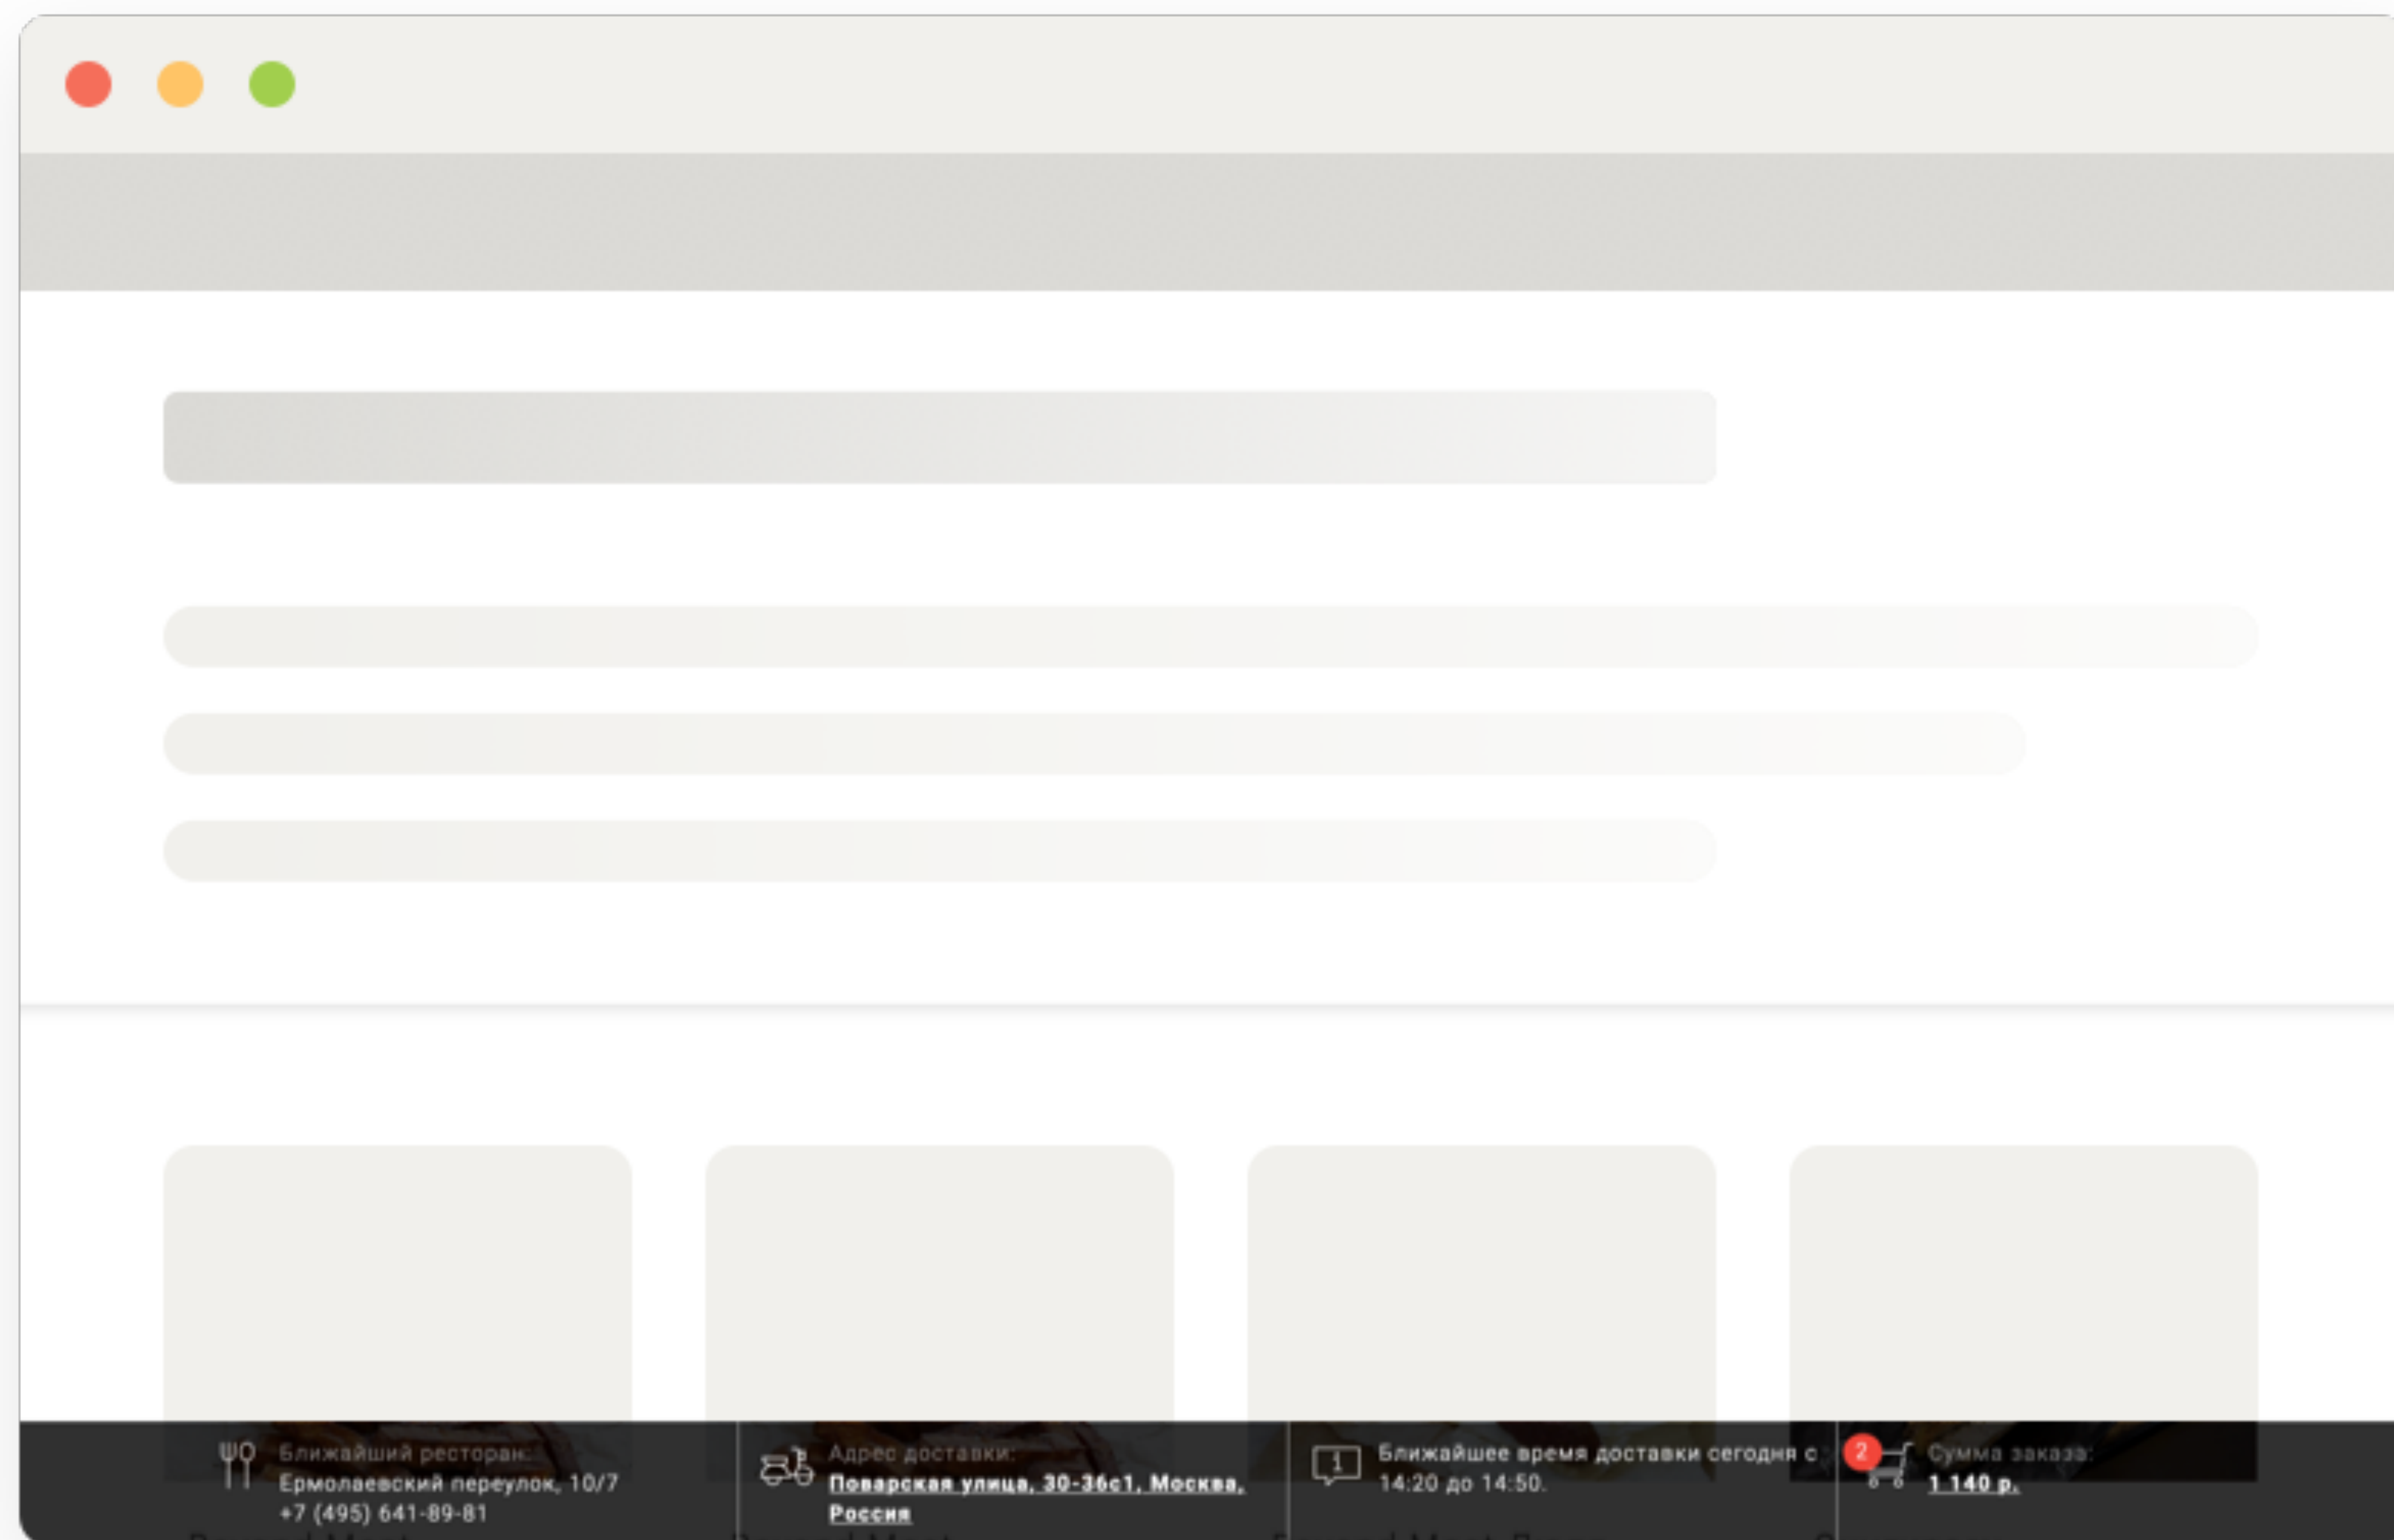 Ближайший ресторан:
Ермолаевский переулок, 10/7
+7 (495) 641-89-81
Адрес доставки:
Поварская улица, 30-36с1, Москва,
Россия
Ближайшее время доставки сегодня с
14:20 до 14:50.
2
Сумма заказа:
1 140 р.